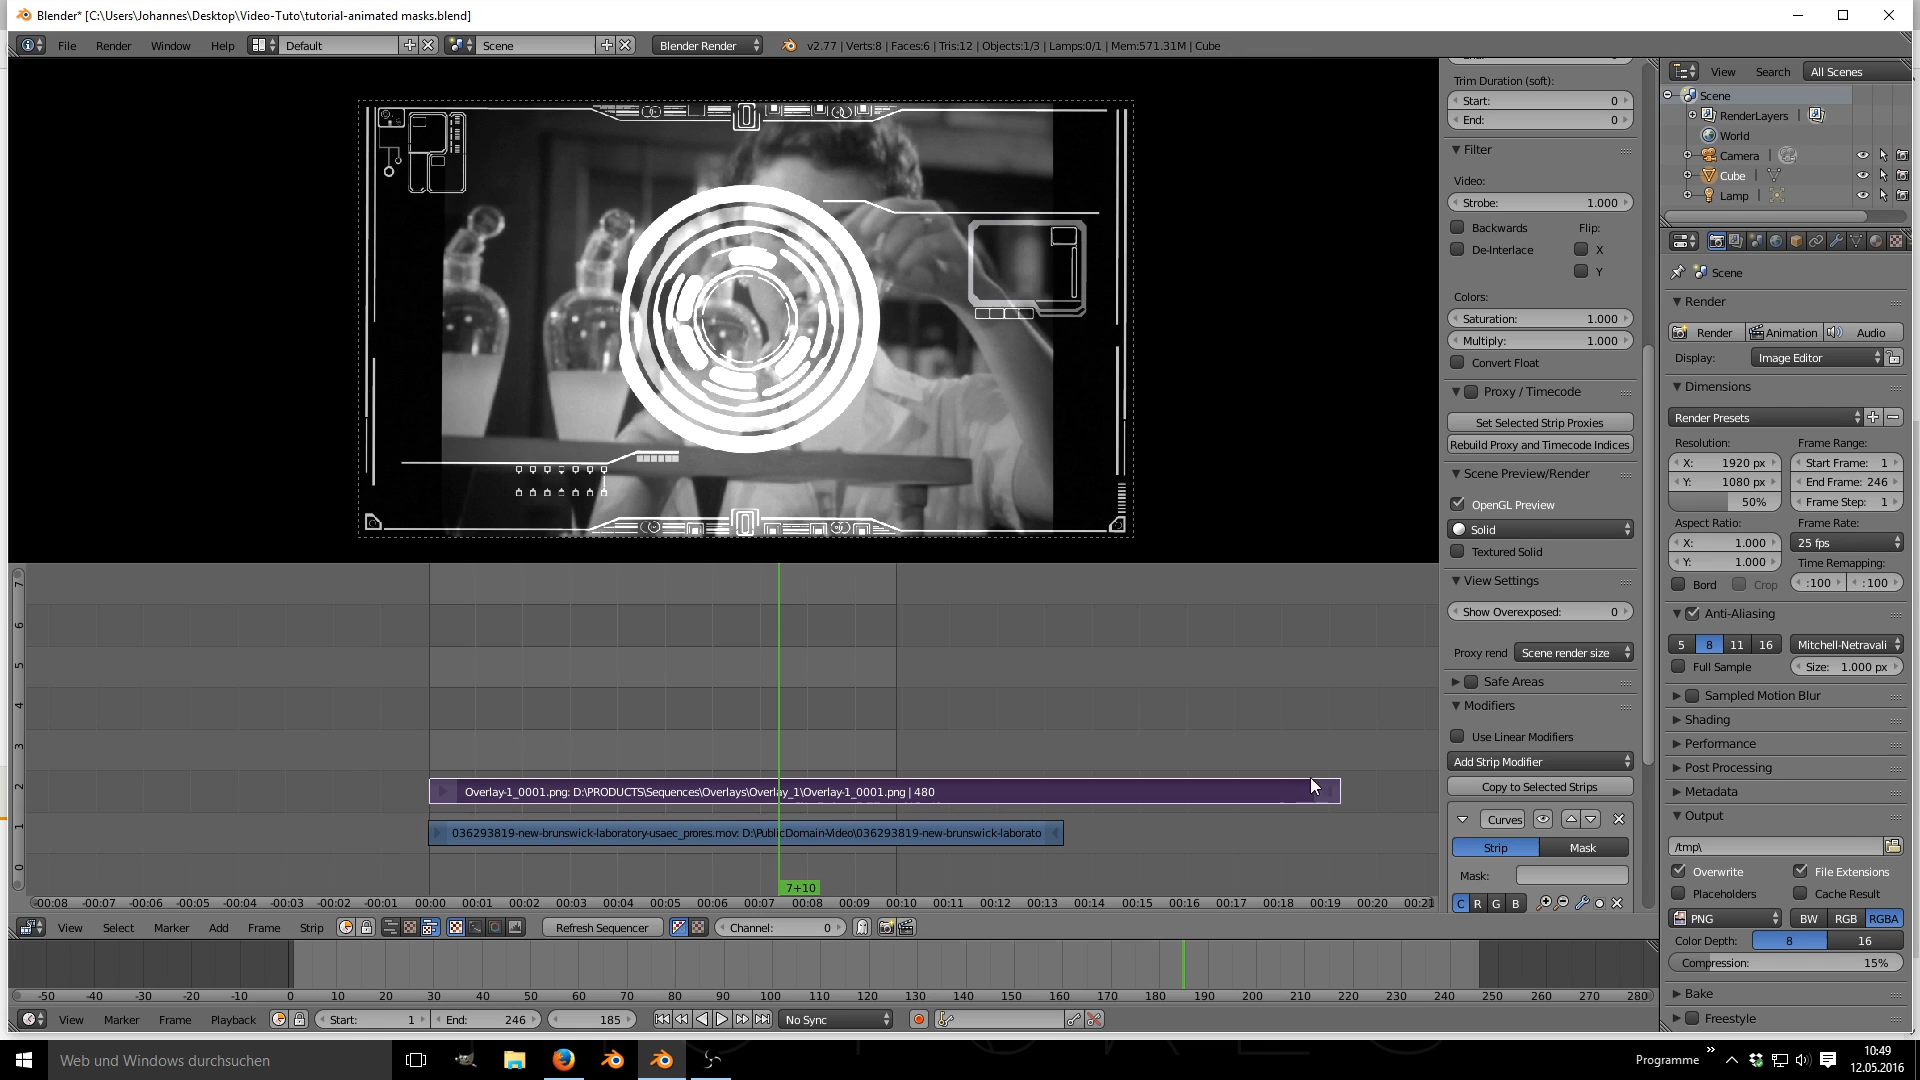 Blender* [C:\Users\Johannes\Desktop\Video-Tuto\tutorial-animated masks.blend]
File Render Window Help Default Scene Blender Render v2.77 | Verts:8 | Faces:6 | Tris:12 | Objects:1/3 | Lamps:0/1 | Mem:571.31M | Cube
Trim Duration (soft):
Start: 0
End: 0
Filter
Video:
Strobe: 1.000
Backwards Flip:
De-Interlace X
Y
Colors:
Saturation: 1.000
Multiply: 1.000
Convert Float
Proxy / Timecode
Set Selected Strip Proxies
Rebuild Proxy and Timecode Indices
Scene Preview/Render
OpenGL Preview
Solid
Textured Solid
View Settings
Show Overexposed: 0
Proxy rend Scene render size
Safe Areas
Modifiers
Use Linear Modifiers
Add Strip Modifier
Copy to Selected Strips
Curves
Strip Mask
Mask:
C R G B
View Search All Scenes
Scene
RenderLayers |
World
Camera |
Cube |
Lamp |
Scene
Render
Render Animation Audio
Display: Image Editor
Dimensions
Render Presets
Resolution: Frame Range:
X: 1920 px Start Frame: 1
Y: 1080 px End Frame: 246
50% Frame Step: 1
Aspect Ratio: Frame Rate:
X: 1.000 25 fps
Y: 1.000 Time Remapping:
Bord Crop :100 :100
Anti-Aliasing
5 8 11 16 Mitchell-Netravali
Full Sample Size: 1.000 px
Sampled Motion Blur
Shading
Performance
Post Processing
Metadata
Output
/tmp\
Overwrite File Extensions
Placeholders Cache Result
PNG BW RGB RGBA
Color Depth: 8 16
Compression: 15%
Bake
Freestyle
7
6
5
4
3
2
1
0
Overlay-1_0001.png: D:\PRODUCTS\Sequences\Overlays\Overlay_1\Overlay-1_0001.png | 480
036293819-new-brunswick-laboratory-usaec_prores.mov: D:\PublicDomain-Video\036293819-new-brunswick-laborato
7+10
-00:08 -00:07 -00:06 -00:05 -00:04 -00:03 -00:02 -00:01 00:00 00:01 00:02 00:03 00:04 00:05 00:06 00:07 00:08 00:09 00:10 00:11 00:12 00:13 00:14 00:15 00:16 00:17 00:18 00:19 00:20 00:21
View Select Marker Add Frame Strip Refresh Sequencer Channel: 0
-50 -40 -30 -20 -10 0 10 20 30 40 50 60 70 80 90 100 110 120 130 140 150 160 170 180 190 200 210 220 230 240 250 260 270 280
View Marker Frame Playback Start: 1 End: 246 185 No Sync
Web und Windows durchsuchen Programme 10:49
12.05.2016